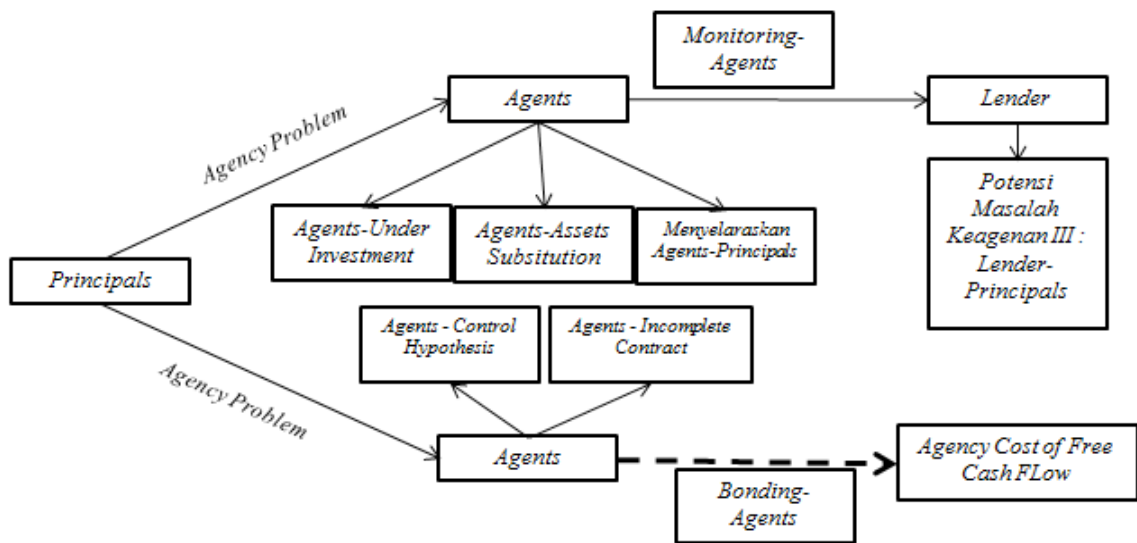 Monitoring-
Agents
Agents
Lender
Agency Problem
Potensi
Masalah
Keagenan III :
Lender-
Principals
Agents-Under
Investment
Agents-Assets
Subsitution
Menyelaraskan
Agents-Principals
Principals
Agents - Control
Hypothesis
Agents - Incomplete
Contract
Agency Problem
Agents
Agency Cost of Free
Cash FLow
Bonding-
Agents